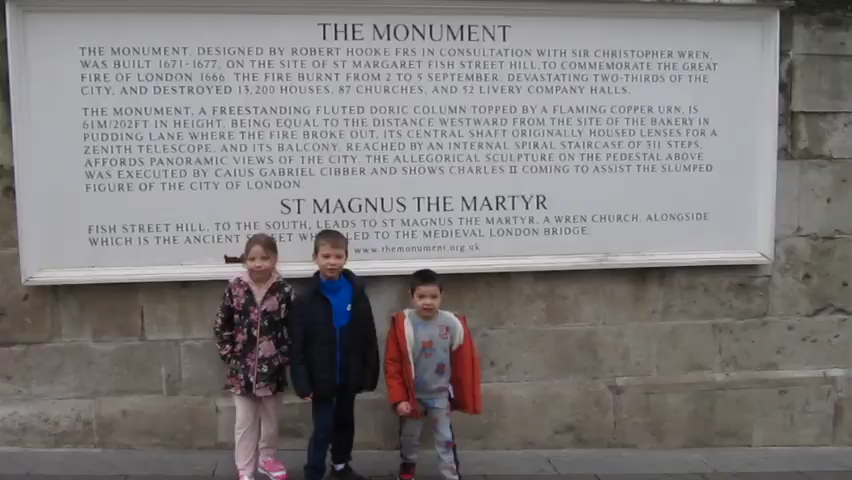 THE MONUMENT
THE MONUMENT, DESIGNED BY ROBERT HOOKE FRS IN CONSULTATION WITH SIR CHRISTOPHER WREN,
WAS BUILT 1671-1677, ON THE SITE OF ST MARGARET FISH STREET HILL, TO COMMEMORATE THE GREAT
FIRE OF LONDON 1666. THE FIRE BURNT FROM 2 TO 5 SEPTEMBER, DEVASTATING TWO-THIRDS OF THE
CITY, AND DESTROYED 13,200 HOUSES, 87 CHURCHES, AND 52 LIVERY COMPANY HALLS.
THE MONUMENT, A FREESTANDING FLUTED DORIC COLUMN TOPPED BY A FLAMING COPPER URN, IS
61M/202FT IN HEIGHT, BEING EQUAL TO THE DISTANCE WESTWARD FROM THE SITE OF THE BAKERY IN
PUDDING LANE WHERE THE FIRE BROKE OUT. ITS CENTRAL SHAFT ORIGINALLY HOUSED LENSES FOR A
ZENITH TELESCOPE, AND ITS BALCONY, REACHED BY AN INTERNAL SPIRAL STAIRCASE OF 311 STEPS,
AFFORDS PANORAMIC VIEWS OF THE CITY. THE ALLEGORICAL SCULPTURE ON THE PEDESTAL ABOVE
WAS EXECUTED BY CAIUS GABRIEL CIBBER AND SHOWS CHARLES II COMING TO ASSIST THE SLUMPED
FIGURE OF THE CITY OF LONDON.
ST MAGNUS THE MARTYR
FISH STREET HILL, TO THE SOUTH, LEADS TO ST MAGNUS THE MARTYR, A WREN CHURCH, ALONGSIDE
WHICH IS THE ANCIENT STREET WH LED TO THE MEDIEVAL LONDON BRIDGE.
www.themonument.org.uk